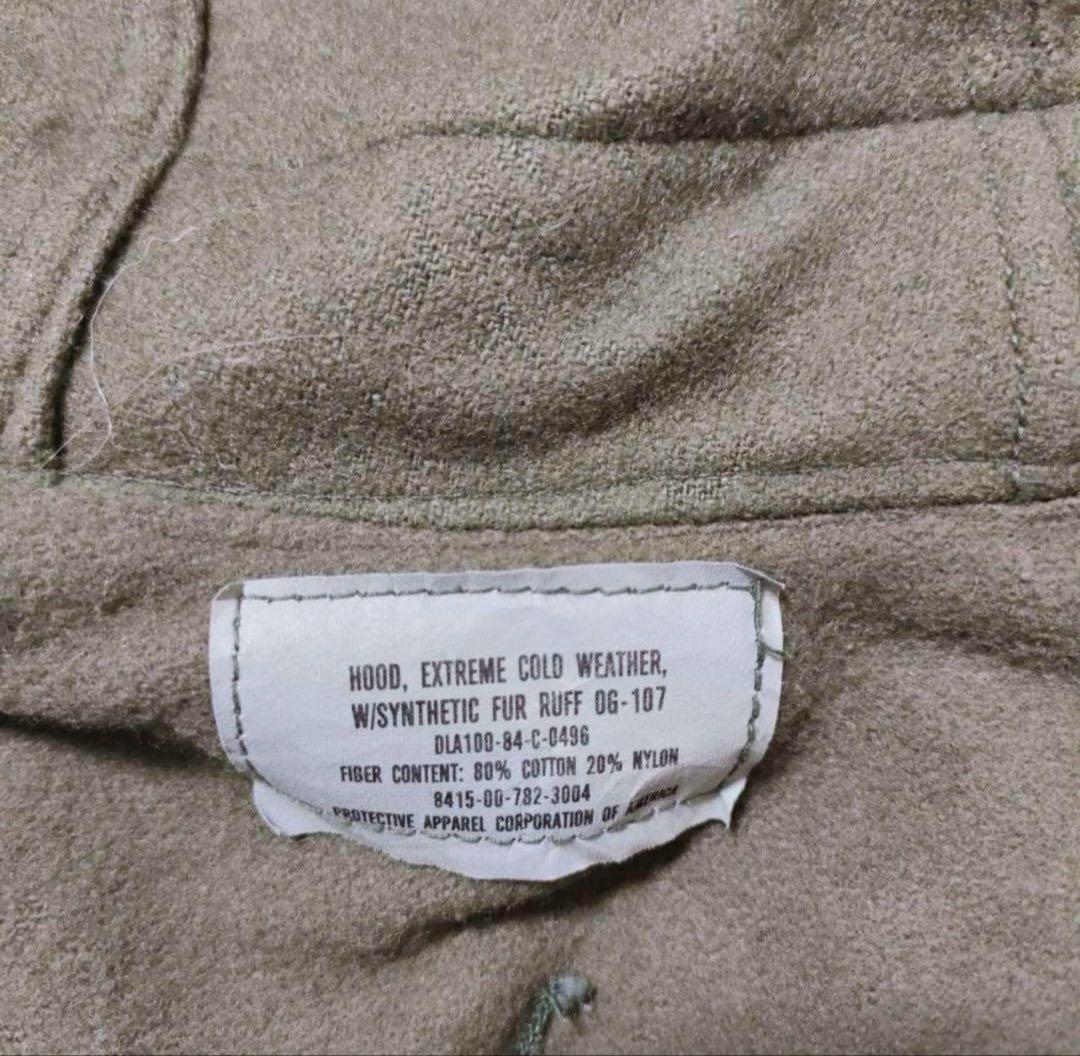 HOOD, EXTREME COLD WEATHER,
W/SYNTHETIC FUR RUFF OG-107
DLA100-84-C-0496
FIBER CONTENT: 80% COTTON 20% NYLON
8415-00-782-3004
PROTECTIVE APPAREL CORPORATION OF AMERICA